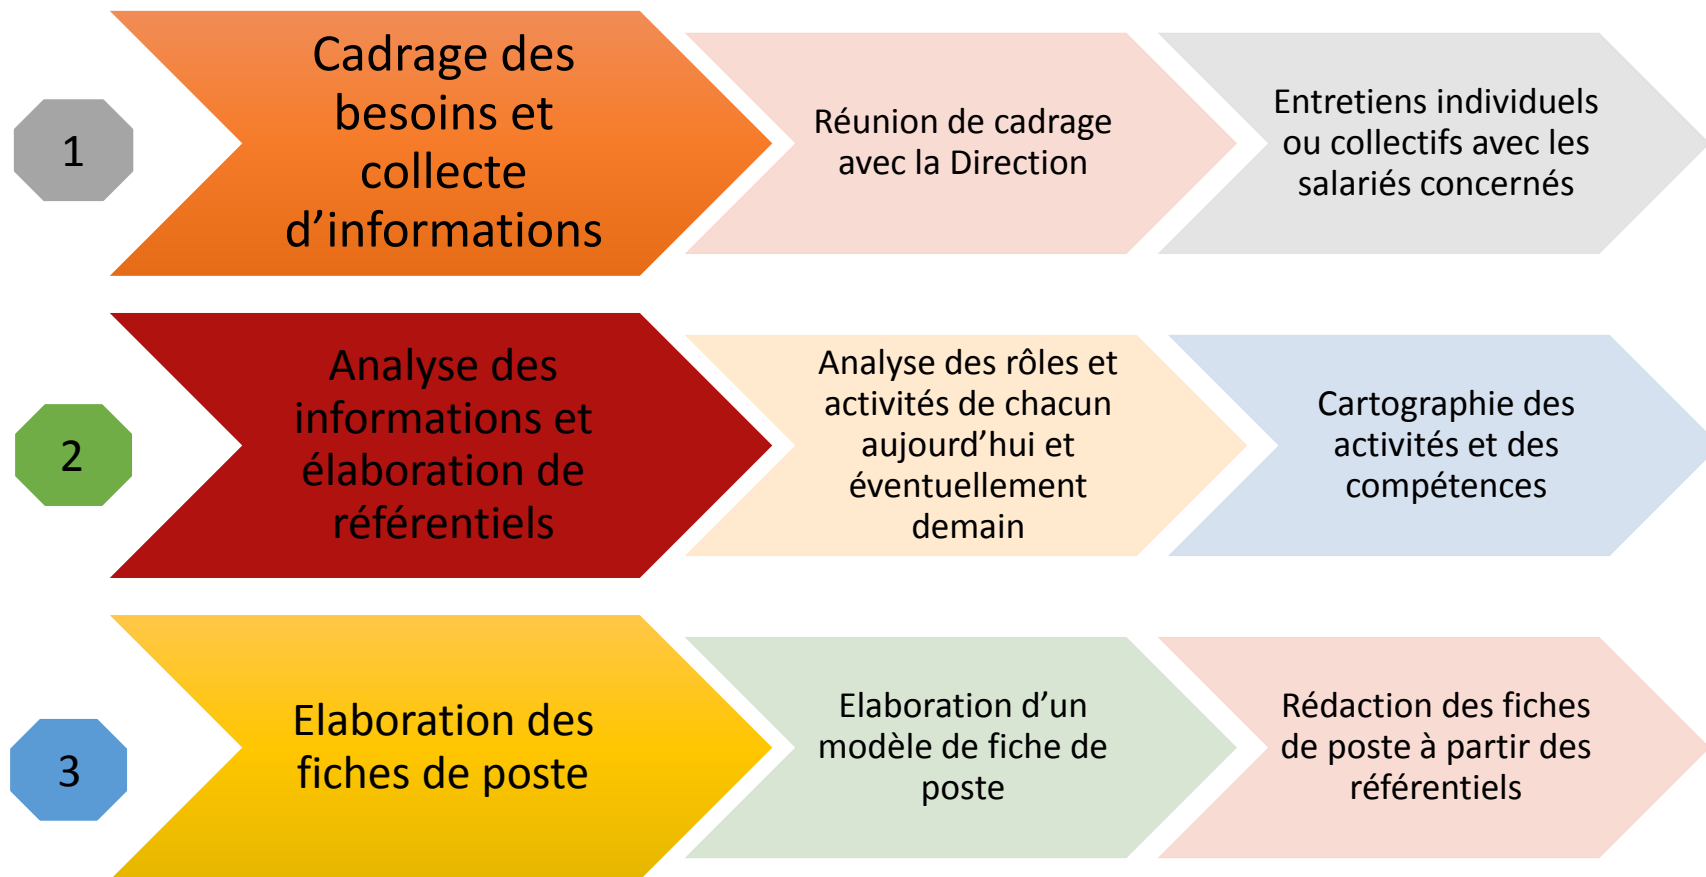 1
Cadrage des
besoins et
collecte
d’informations
Réunion de cadrage
avec la Direction
Entretiens individuels
ou collectifs avec les
salariés concernés
2
Analyse des
informations et
élaboration de
référentiels
Analyse des rôles et
activités de chacun
aujourd’hui et
éventuellement
demain
Cartographie des
activités et des
compétences
3
Elaboration des
fiches de poste
Elaboration d’un
modèle de fiche de
poste
Rédaction des fiches
de poste à partir des
référentiels